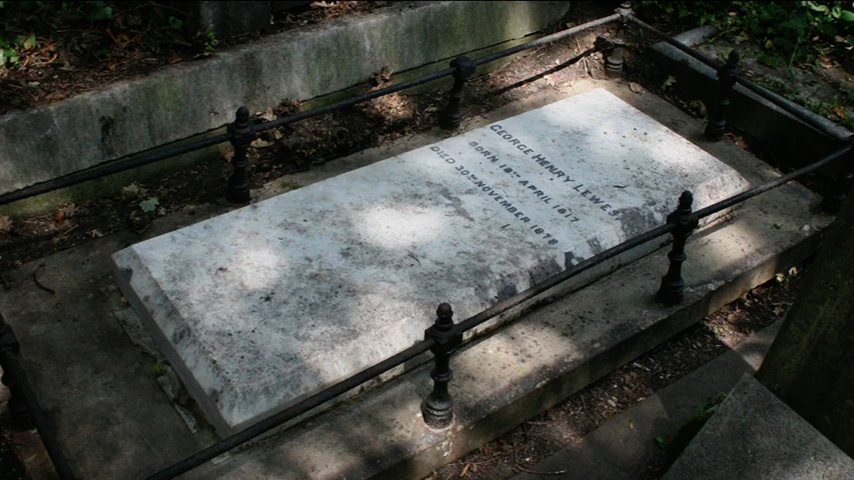 GEORGE HENRY LEWES
BORN 18TH APRIL 1817
DIED 30TH NOVEMBER 1878